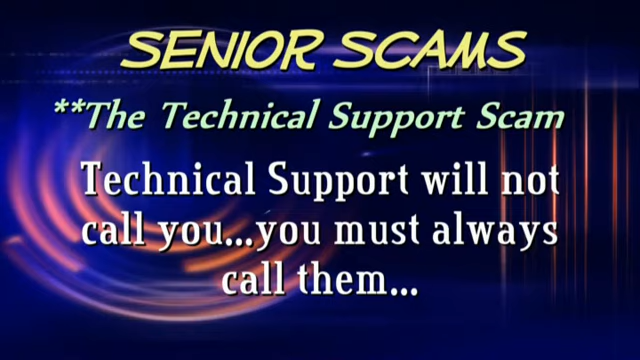 SENIOR SCAMS
**The Technical Support Scam
Technical Support will not
call you...you must always
call them...